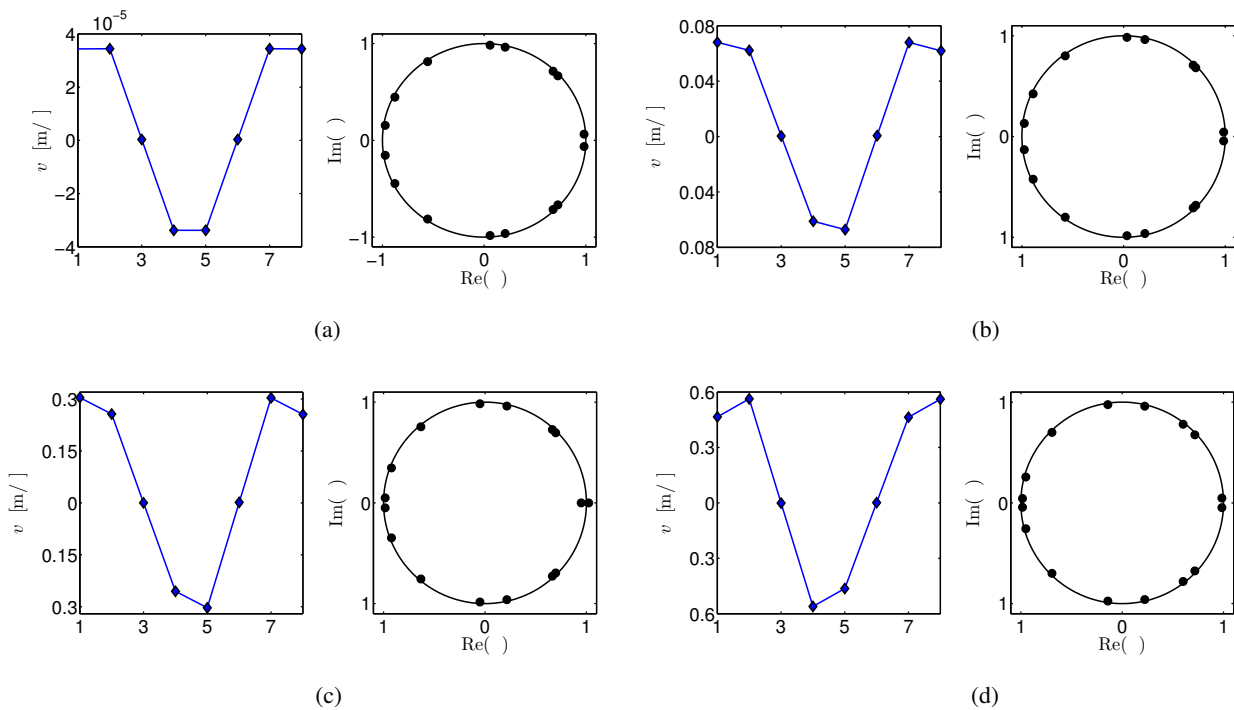 10⁻⁵
4
2
0
−2
−4
v [m/ ]
1 3 5 7
1
0
−1
Im( )
−1 0 1
Re( )
(a)
0.08
0.04
0
0.04
0.08
v [m/ ]
1 3 5 7
1
0
1
Im( )
1 0 1
Re( )
(b)
0.3
0.15
0
0.15
0.3
v [m/ ]
1 3 5 7
1
0
1
Im( )
1 0 1
Re( )
(c)
0.6
0.3
0
0.3
0.6
v [m/ ]
1 3 5 7
1
0
1
Im( )
1 0 1
Re( )
(d)